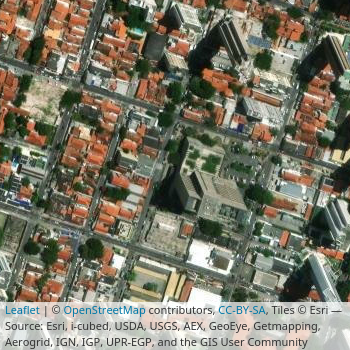 Leaflet | © OpenStreetMap contributors, CC-BY-SA, Tiles © Esri —
Source: Esri, i-cubed, USDA, USGS, AEX, GeoEye, Getmapping,
Aerogrid, IGN, IGP, UPR-EGP, and the GIS User Community